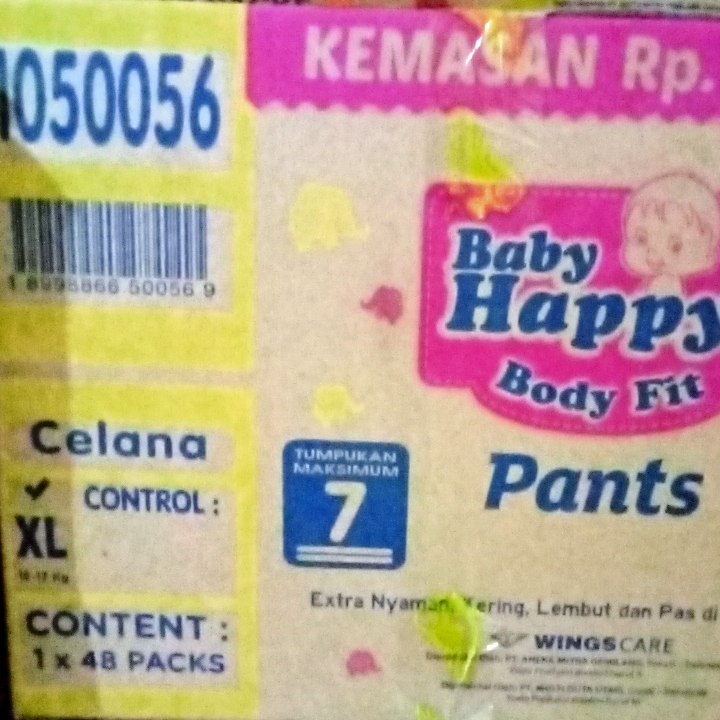 050056
1 8998866 50056 9
Celana
✓ CONTROL :
XL
CONTENT :
1 x 48 PACKS
KEMASAN Rp.
Baby
Happy
Body Fit
TUMPUKAN
MAKSIMUM
7
Pants
Extra Nyaman, Kering, Lembut dan Pas di
WINGSCARE